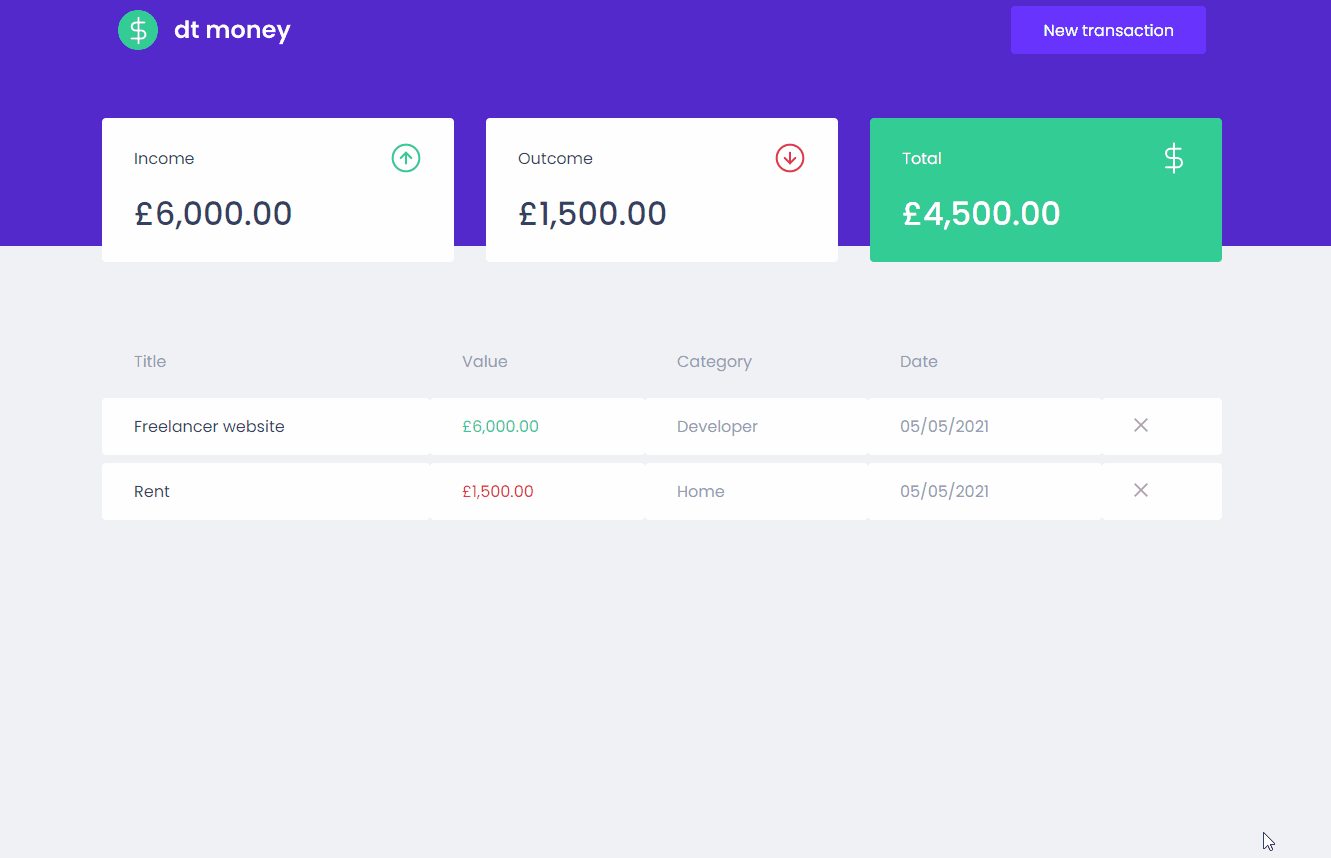 dt money
New transaction
Income
£6,000.00
Outcome
£1,500.00
Total
£4,500.00
Title Value Category Date
Freelancer website £6,000.00 Developer 05/05/2021
Rent £1,500.00 Home 05/05/2021